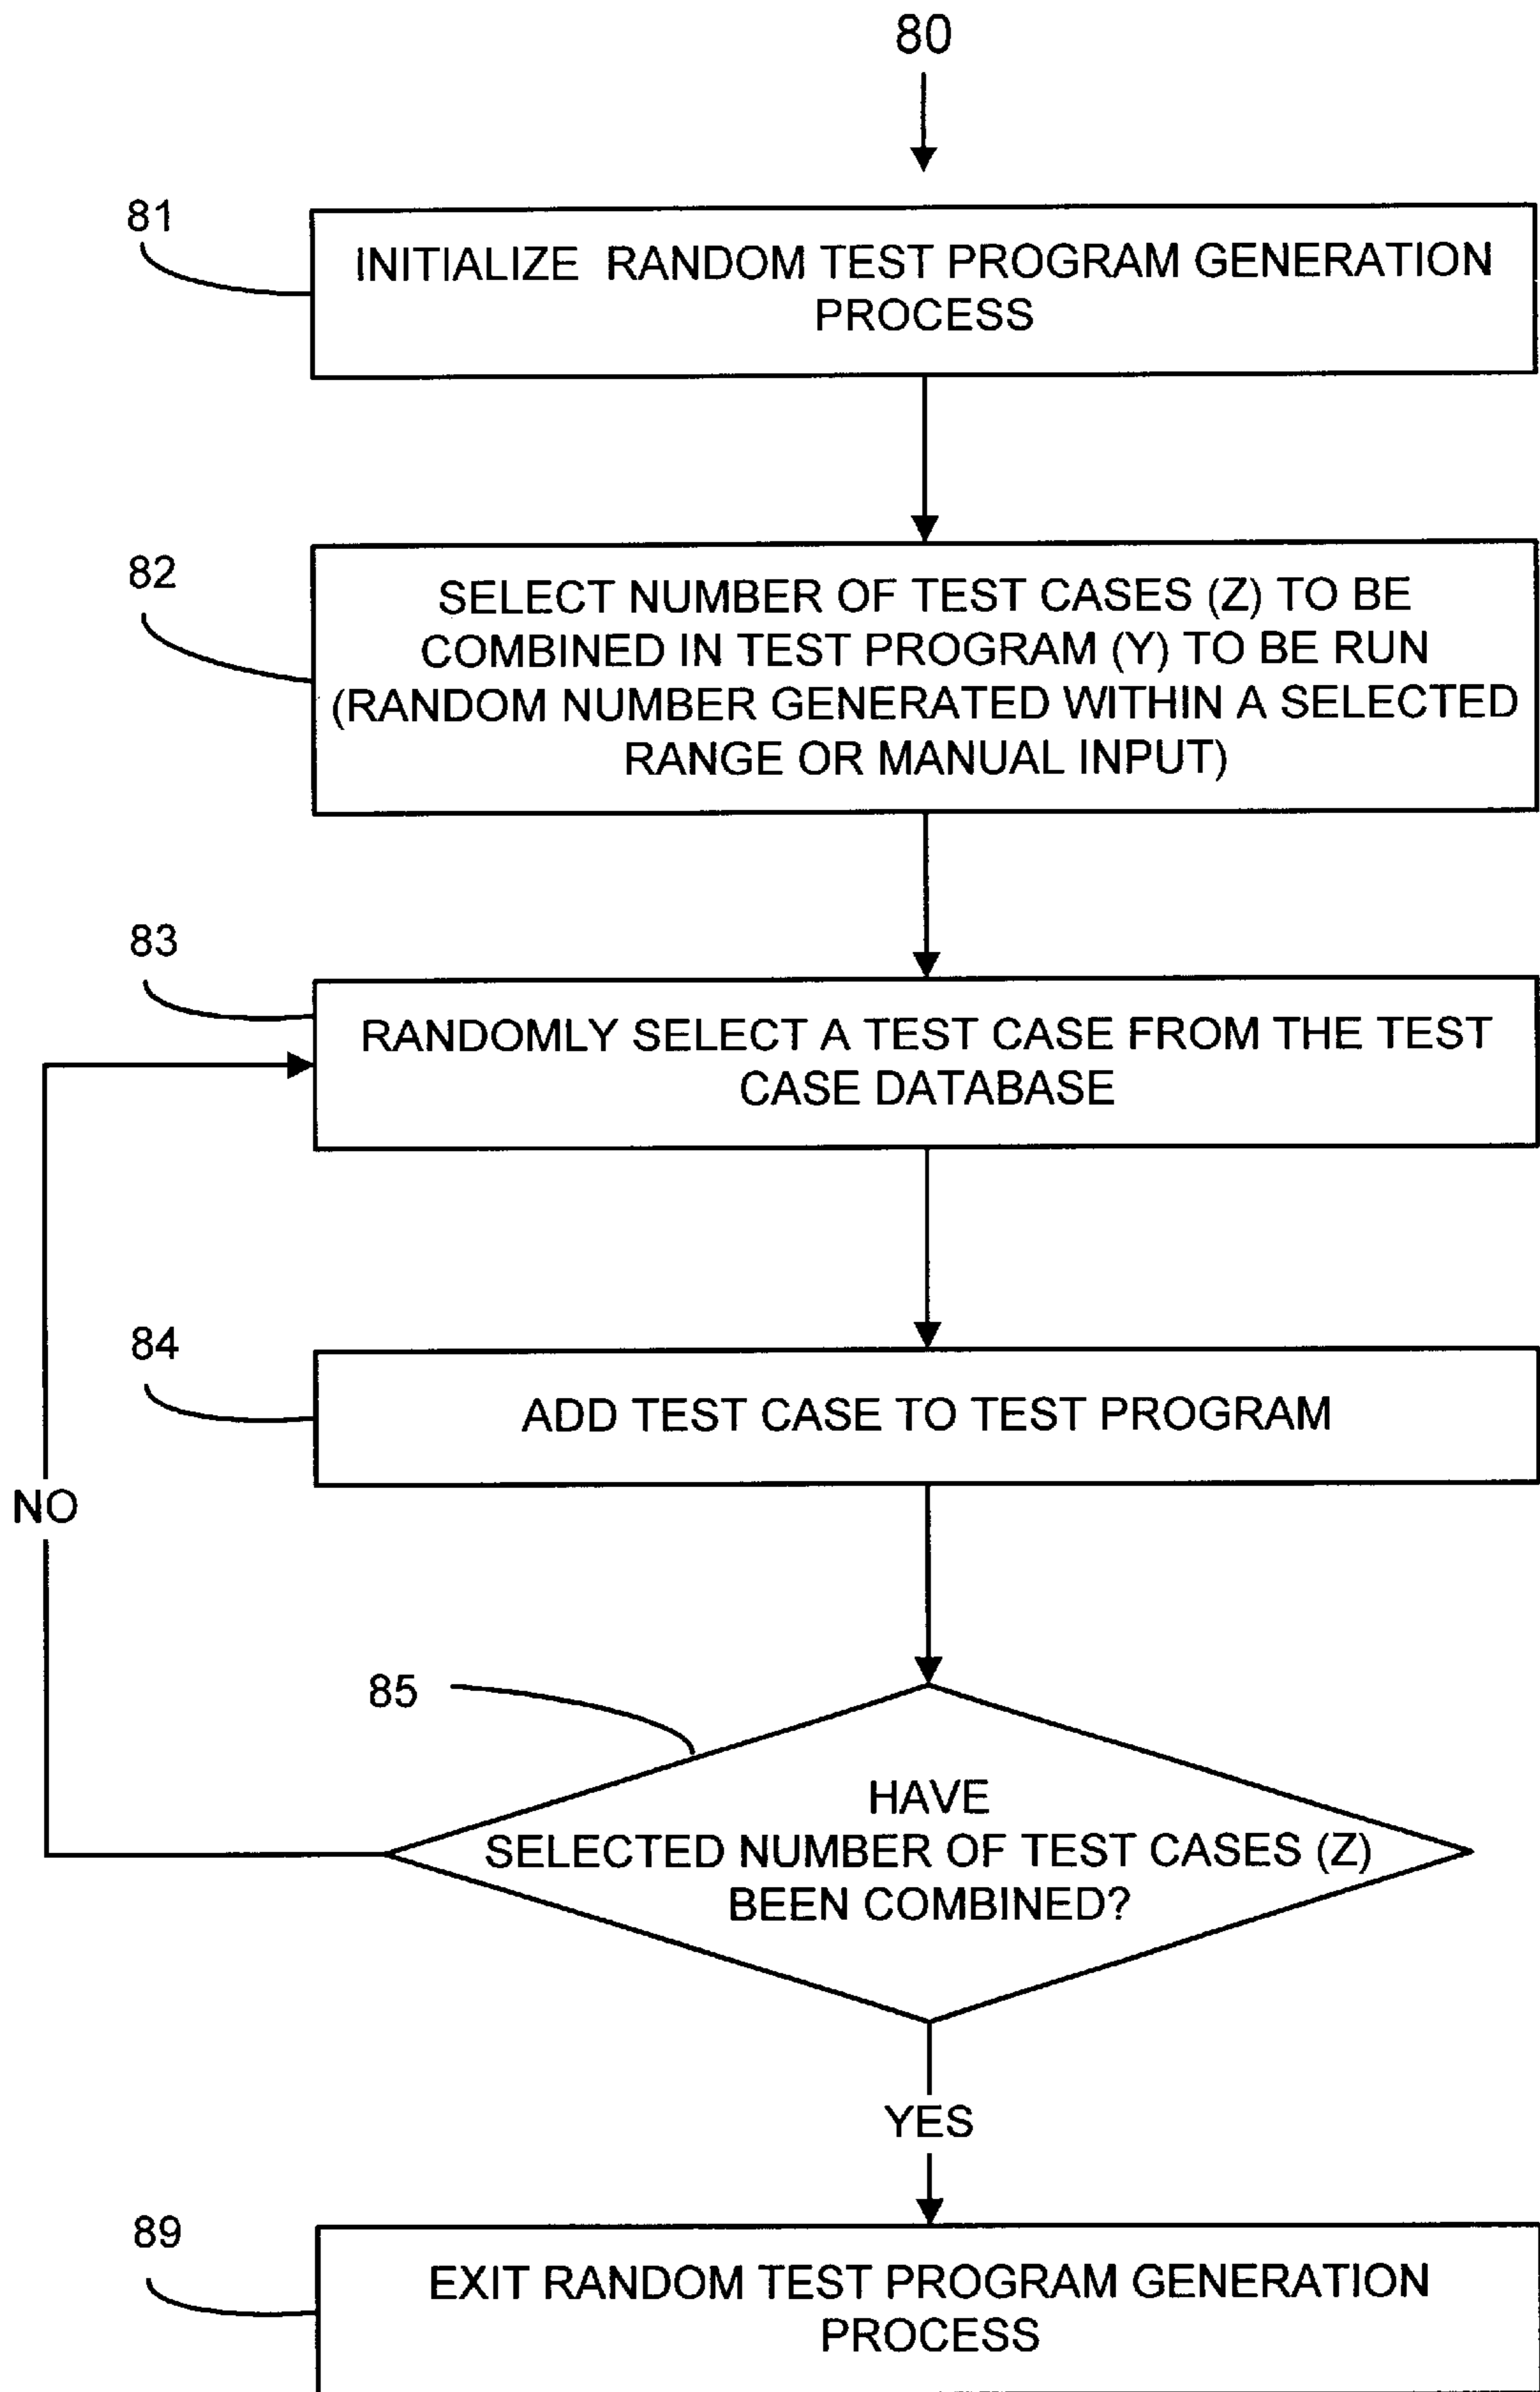 80
81
INITIALIZE RANDOM TEST PROGRAM GENERATION
PROCESS
82
SELECT NUMBER OF TEST CASES (Z) TO BE
COMBINED IN TEST PROGRAM (Y) TO BE RUN
(RANDOM NUMBER GENERATED WITHIN A SELECTED
RANGE OR MANUAL INPUT)
83
RANDOMLY SELECT A TEST CASE FROM THE TEST
CASE DATABASE
84
ADD TEST CASE TO TEST PROGRAM
NO
85
HAVE
SELECTED NUMBER OF TEST CASES (Z)
BEEN COMBINED?
YES
89
EXIT RANDOM TEST PROGRAM GENERATION
PROCESS